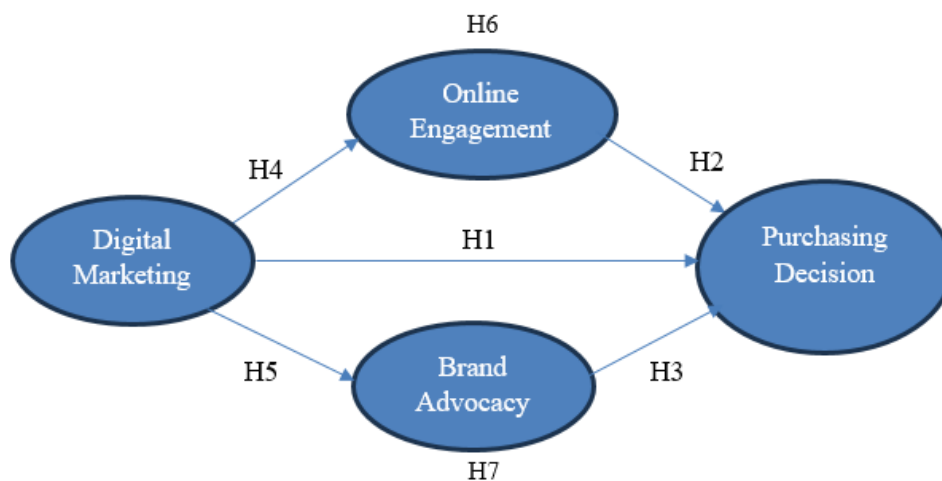 H6
Online
Engagement
H4
H2
Digital
Marketing
H1
Purchasing
Decision
H5
Brand
Advocacy
H3
H7